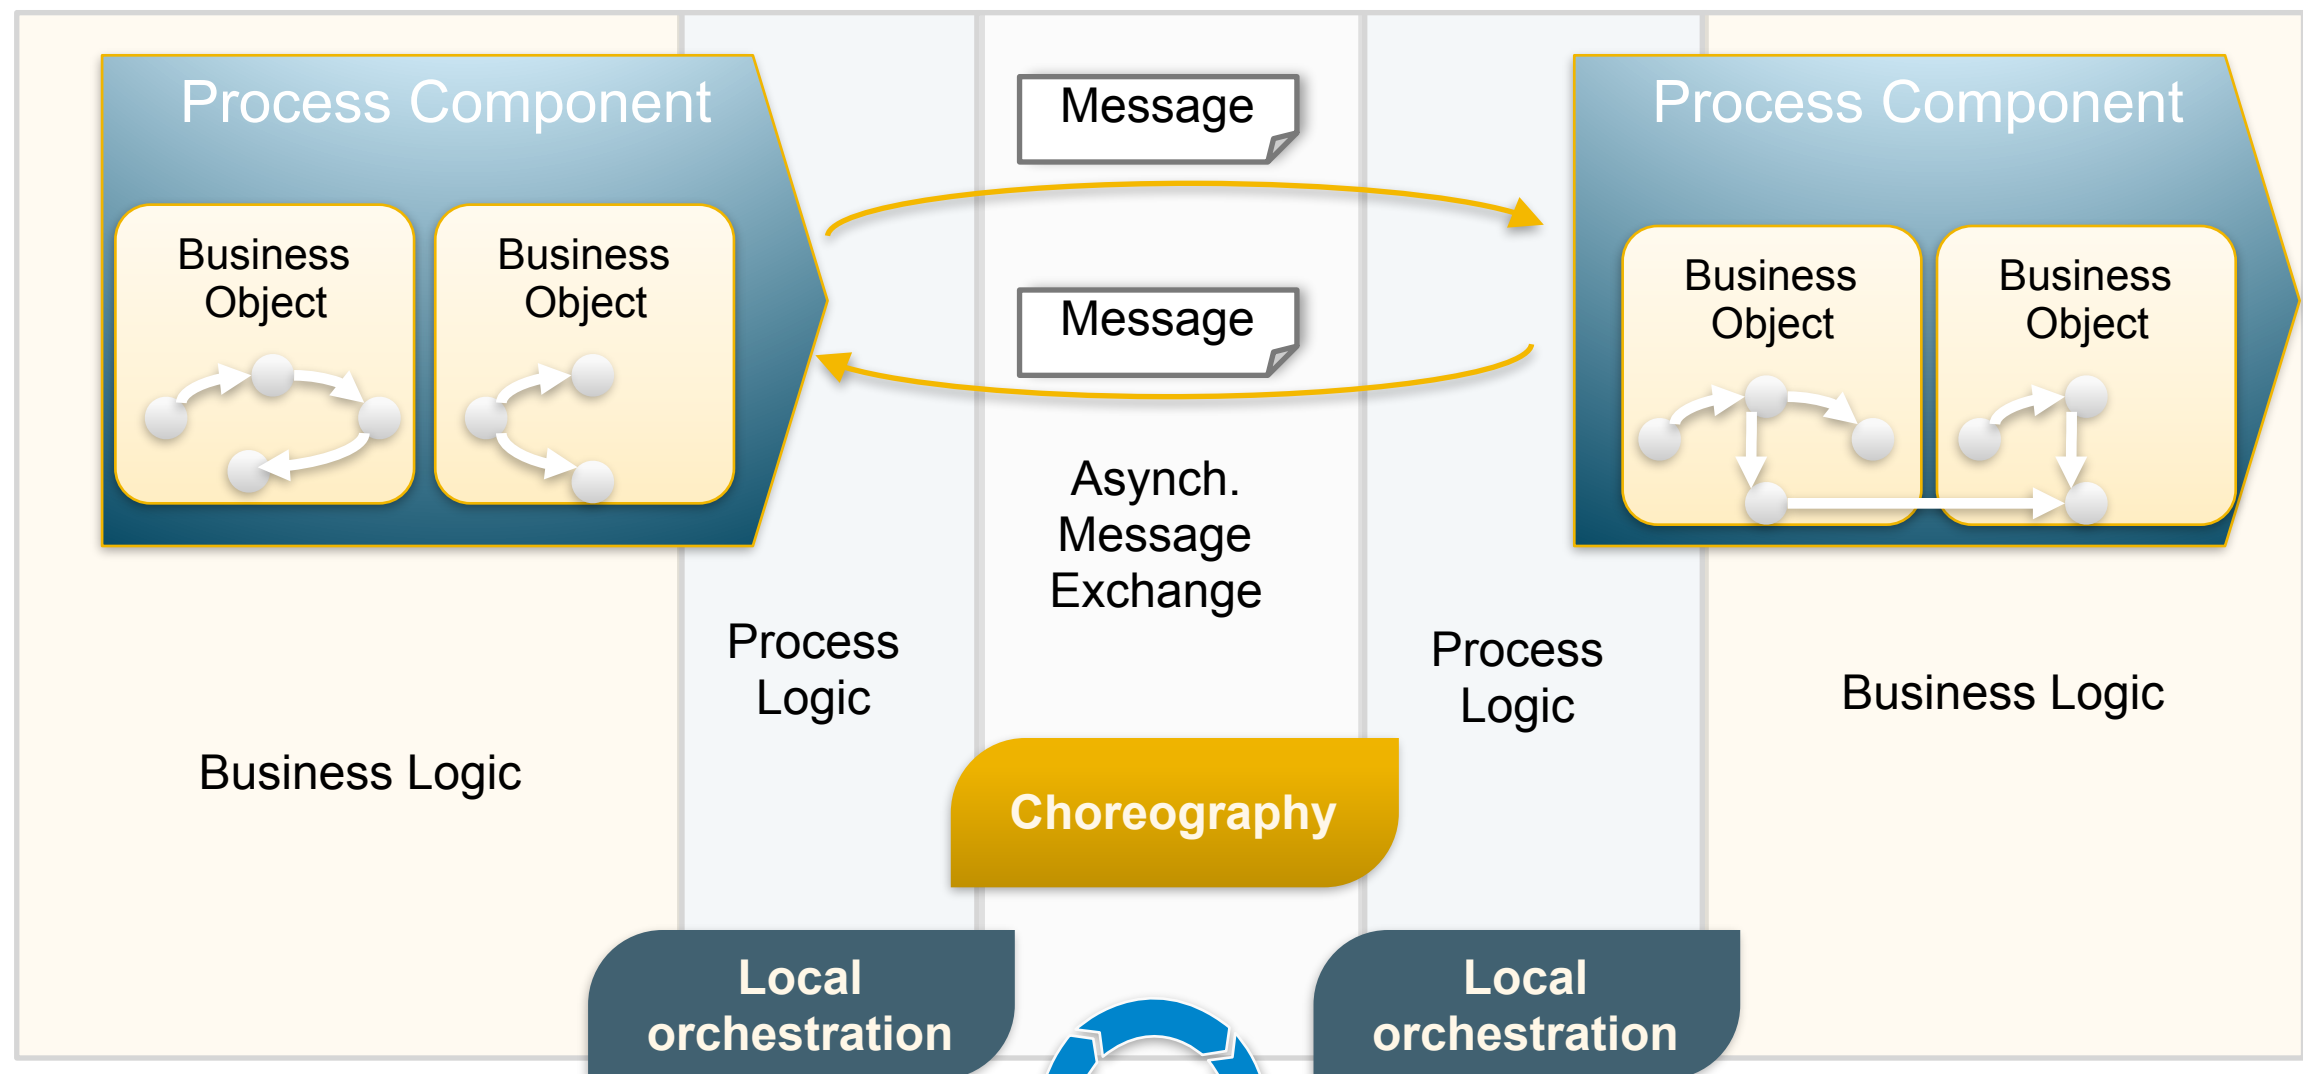 Process Component
Message
Process Component
Business
Object
Business
Object
Business
Object
Business
Object
Message
Asynch.
Message
Exchange
Process
Logic
Process
Logic
Business Logic
Business Logic
Choreography
Local
orchestration
Local
orchestration